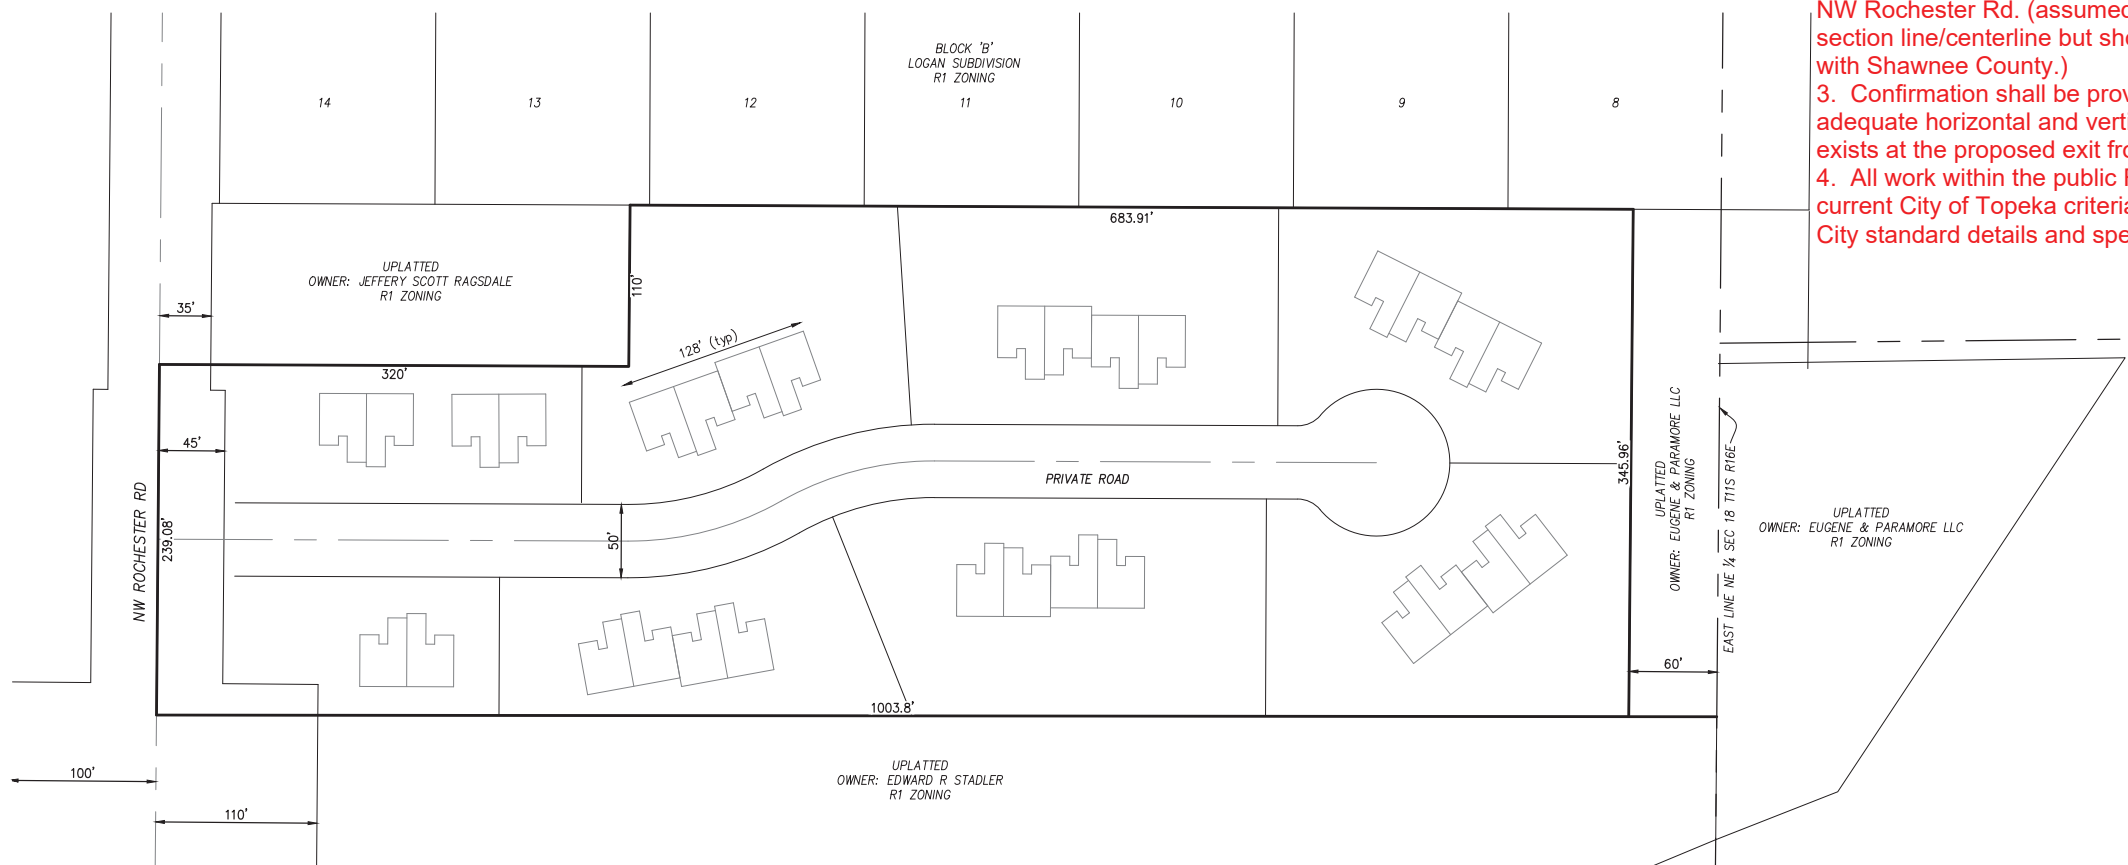 NW Rochester Rd. (assumed
section line/centerline but sh
with Shawnee County.)
3. Confirmation shall be prov
adequate horizontal and vert
exists at the proposed exit fr
4. All work within the public
current City of Topeka criteria
City standard details and spe
BLOCK 'B'
LOGAN SUBDIVISION
R1 ZONING
14
13
12
11
10
9
8
683.91'
UPLATTED
OWNER: JEFFERY SCOTT RAGSDALE
R1 ZONING
110'
35'
128' (typ)
320'
45'
NW ROCHESTER RD
239.08'
50'
PRIVATE ROAD
345.96'
UPLATTED
OWNER: EUGENE & PARAMORE LLC
R1 ZONING
EAST LINE NE ¼ SEC 18 T11S R16E
UPLATTED
OWNER: EUGENE & PARAMORE LLC
R1 ZONING
60'
1003.8'
100'
110'
UPLATTED
OWNER: EDWARD R STADLER
R1 ZONING